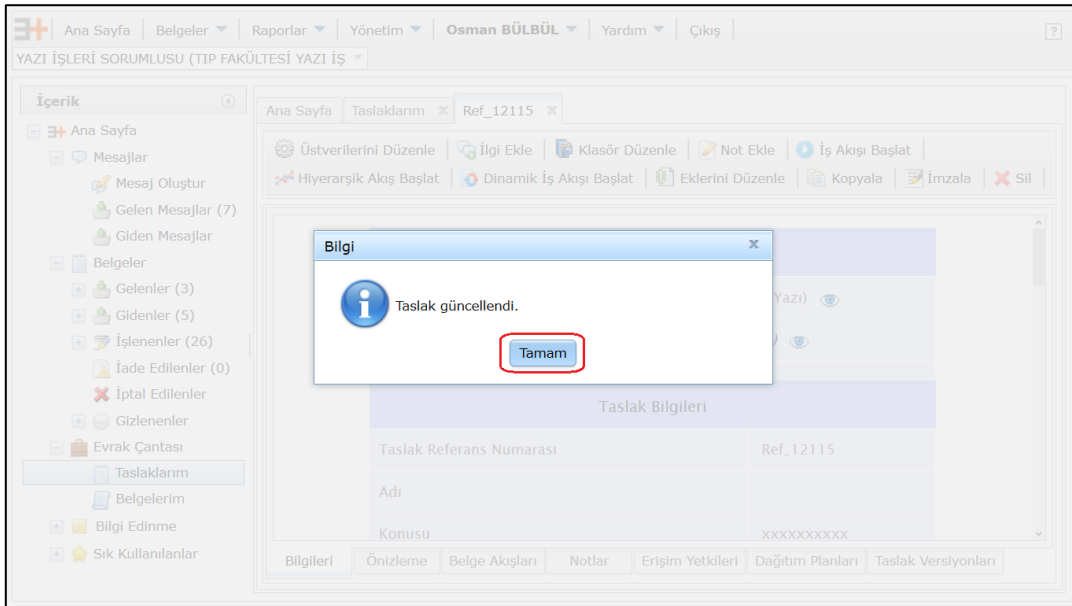 Ana Sayfa Belgeler Raporlar Yönetim Osman BÜLBÜL Yardım Çıkış ?
YAZI İŞLERİ SORUMLUSU (TIP FAKÜLTESİ YAZI İŞ
İçerik
Ana Sayfa
Mesajlar
Mesaj Oluştur
Gelen Mesajlar (7)
Giden Mesajlar
Belgeler
Gelenler (3)
Gidenler (5)
İşlenenler (26)
İade Edilenler (0)
İptal Edilenler
Gizlenenler
Evrak Çantası
Taslaklarım
Belgelerim
Bilgi Edinme
Sık Kullanılanlar
Ana Sayfa Taslaklarım x Ref_12115 x
Üstverilerini Düzenle İlgi Ekle Klasör Düzenle Not Ekle İş Akışı Başlat
Hiyerarşik Akış Başlat Dinamik İş Akışı Başlat Eklerini Düzenle Kopyala İmzala Sil
Bilgi x
Taslak güncellendi.
Tamam
Yazı)
)
Taslak Bilgileri
Taslak Referans Numarası Ref_12115
Adı
Konusu xxxxxxxxxx
Bilgileri Önizleme Belge Akışları Notlar Erişim Yetkileri Dağıtım Planları Taslak Versiyonları